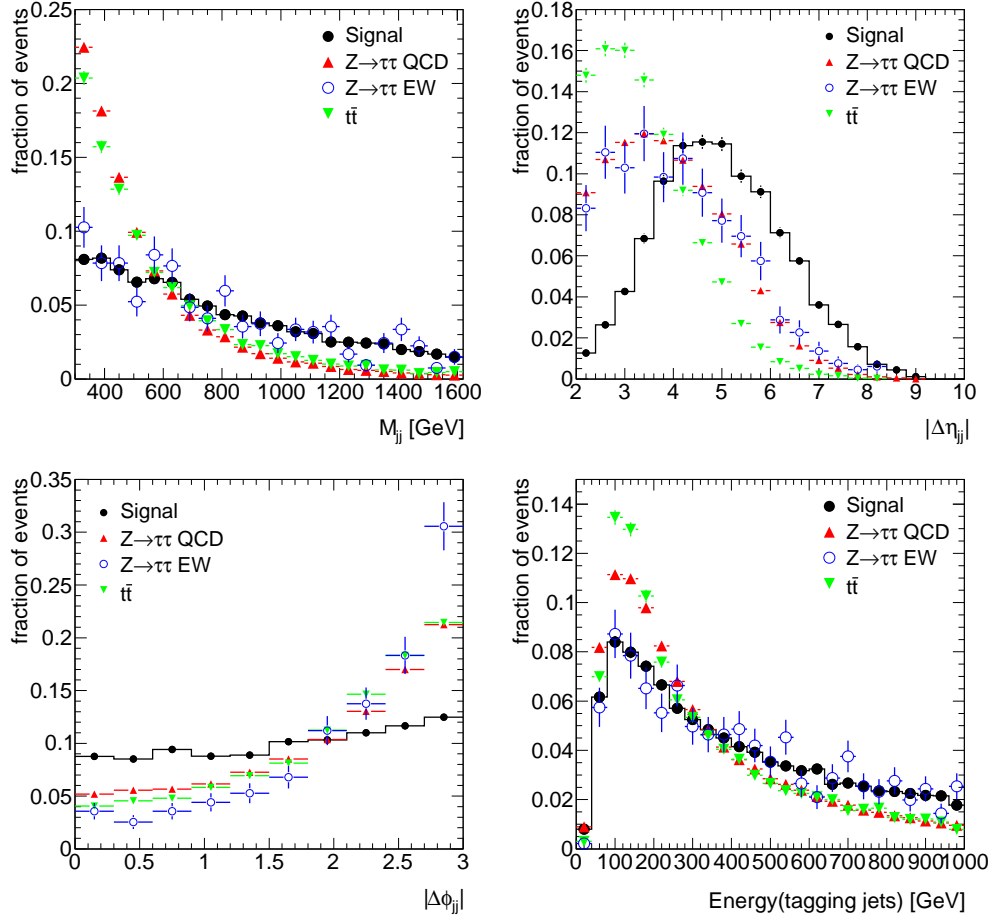 fraction of events
0.25
0.2
0.15
0.1
0.05
0
Signal
Z→ττ QCD
Z→ττ EW
tt̄
400 600 800 1000 1200 1400 1600
M_jj [GeV]
fraction of events
0.18
0.16
0.14
0.12
0.1
0.08
0.06
0.04
0.02
0
Signal
Z→ττ QCD
Z→ττ EW
tt̄
2 3 4 5 6 7 8 9 10
|Δη_jj|
fraction of events
0.35
0.3
0.25
0.2
0.15
0.1
0.05
0
Signal
Z→ττ QCD
Z→ττ EW
tt̄
0 0.5 1 1.5 2 2.5 3
|Δϕ_jj|
fraction of events
0.14
0.12
0.1
0.08
0.06
0.04
0.02
0
Signal
Z→ττ QCD
Z→ττ EW
tt̄
0 100 200 300 400 500 600 700 800 900 1000
Energy(tagging jets) [GeV]